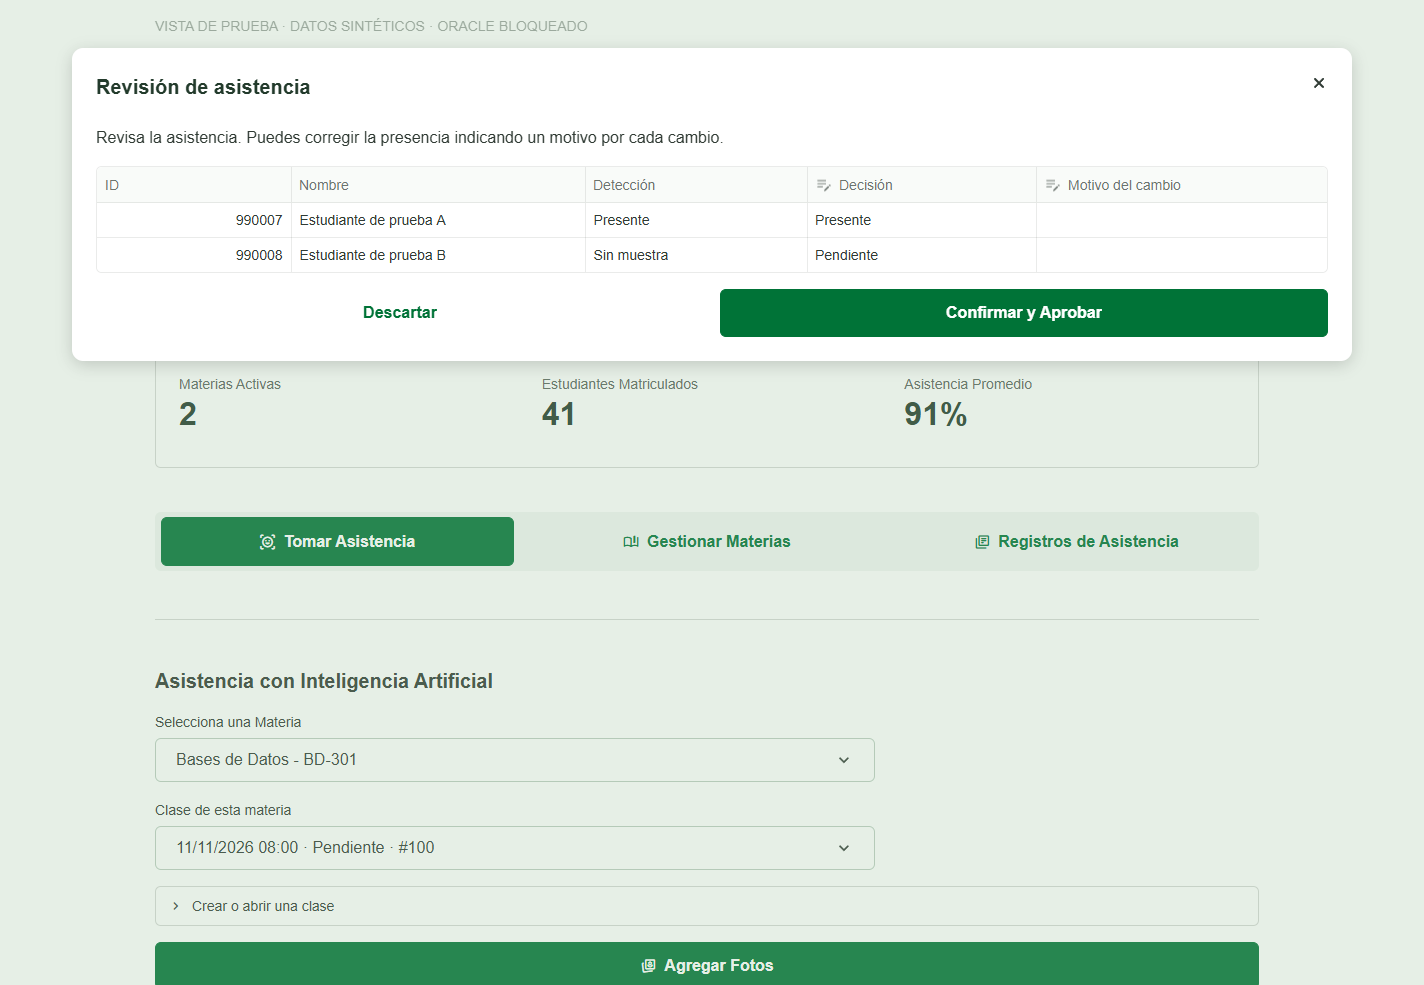 VISTA DE PRUEBA · DATOS SINTÉTICOS · ORACLE BLOQUEADO
Revisión de asistencia
Revisa la asistencia. Puedes corregir la presencia indicando un motivo por cada cambio.
ID Nombre Detección Decisión Motivo del cambio
990007 Estudiante de prueba A Presente Presente
990008 Estudiante de prueba B Sin muestra Pendiente
Descartar Confirmar y Aprobar
Materias Activas Estudiantes Matriculados Asistencia Promedio
2 41 91%
Tomar Asistencia Gestionar Materias Registros de Asistencia
Asistencia con Inteligencia Artificial
Selecciona una Materia
Bases de Datos - BD-301
Clase de esta materia
11/11/2026 08:00 · Pendiente · #100
Crear o abrir una clase
Agregar Fotos